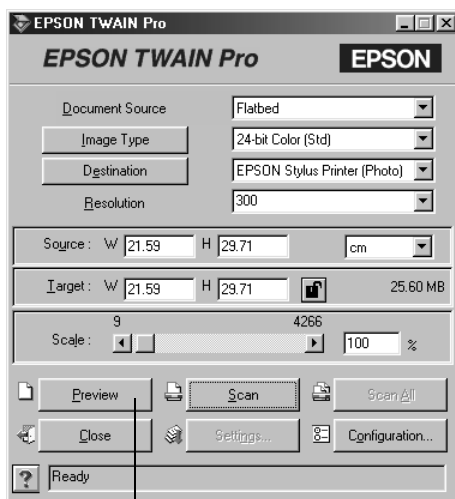 EPSON TWAIN Pro
EPSON TWAIN Pro EPSON
Document Source Flatbed
Image Type 24-bit Color (Std)
Destination EPSON Stylus Printer (Photo)
Resolution 300
Source : W 21.59 H 29.71 cm
Target : W 21.59 H 29.71 25.60 MB
9 4266
Scale : 100 %
Preview Scan Scan All
Close Settings... Configuration...
? Ready